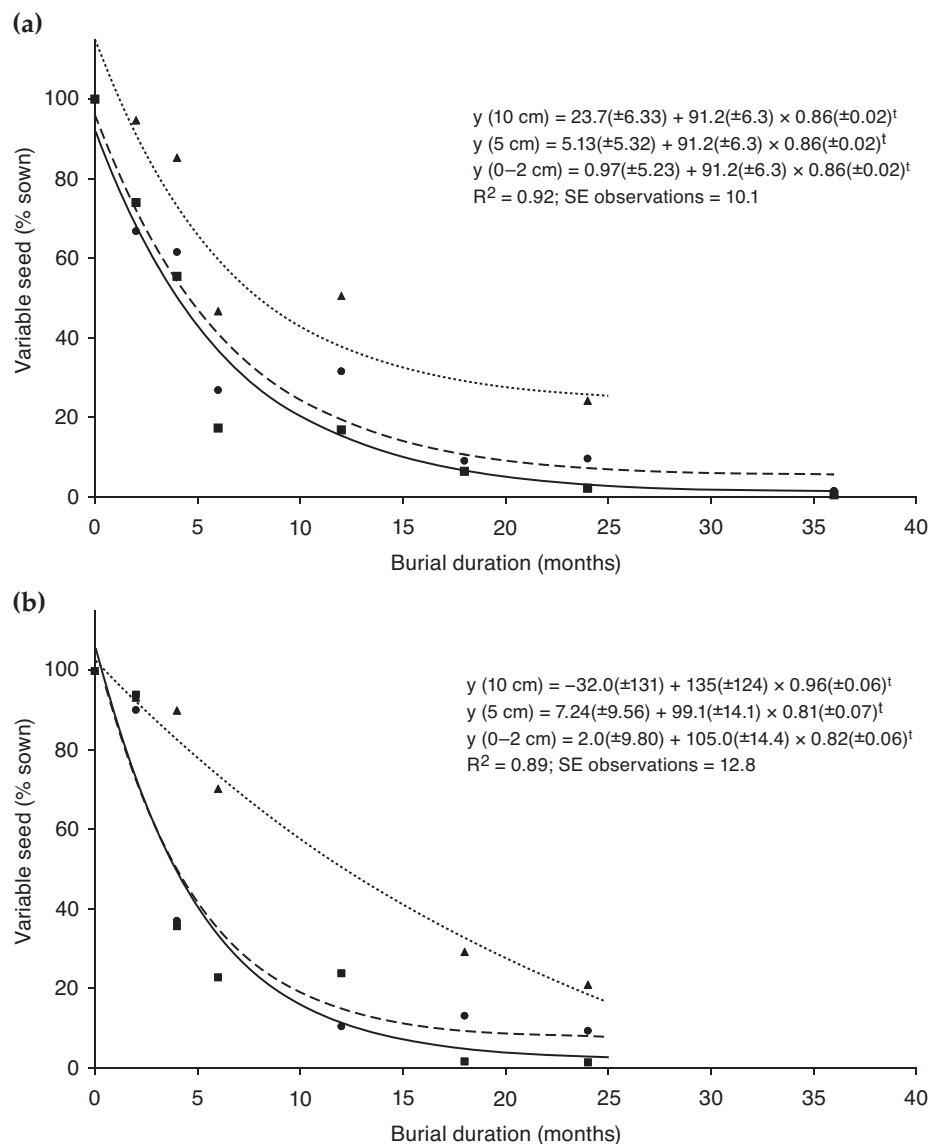 (a)
y (10 cm) = 23.7(±6.33) + 91.2(±6.3) × 0.86(±0.02)ᵗ
y (5 cm) = 5.13(±5.32) + 91.2(±6.3) × 0.86(±0.02)ᵗ
y (0–2 cm) = 0.97(±5.23) + 91.2(±6.3) × 0.86(±0.02)ᵗ
R² = 0.92; SE observations = 10.1
Variable seed (% sown)
100
80
60
40
20
0
0 5 10 15 20 25 30 35 40
Burial duration (months)
(b)
y (10 cm) = –32.0(±131) + 135(±124) × 0.96(±0.06)ᵗ
y (5 cm) = 7.24(±9.56) + 99.1(±14.1) × 0.81(±0.07)ᵗ
y (0–2 cm) = 2.0(±9.80) + 105.0(±14.4) × 0.82(±0.06)ᵗ
R² = 0.89; SE observations = 12.8
Variable seed (% sown)
100
80
60
40
20
0
0 5 10 15 20 25 30 35 40
Burial duration (months)